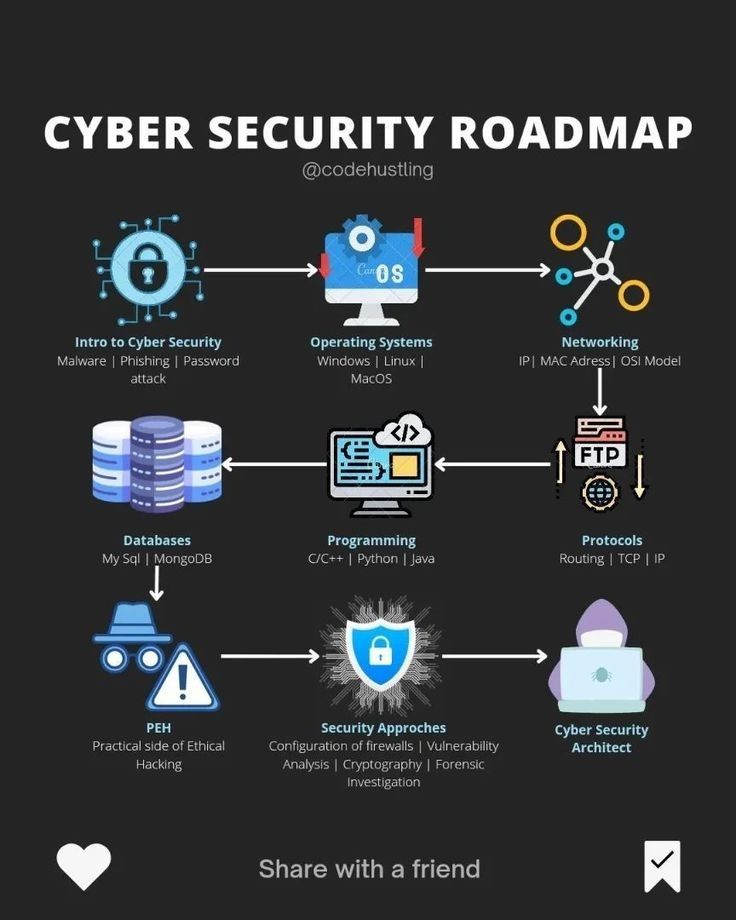 CYBER SECURITY ROADMAP
@codehustling
OS
Intro to Cyber Security
Malware | Phishing | Password
attack
Operating Systems
Windows | Linux |
MacOS
Networking
IP| MAC Adress| OSI Model
FTP
Databases
My Sql | MongoDB
</>
Programming
C/C++ | Python | Java
Protocols
Routing | TCP | IP
PEH
Practical side of Ethical
Hacking
Security Approches
Configuration of firewalls | Vulnerability
Analysis | Cryptography | Forensic
Investigation
Cyber Security
Architect
Share with a friend